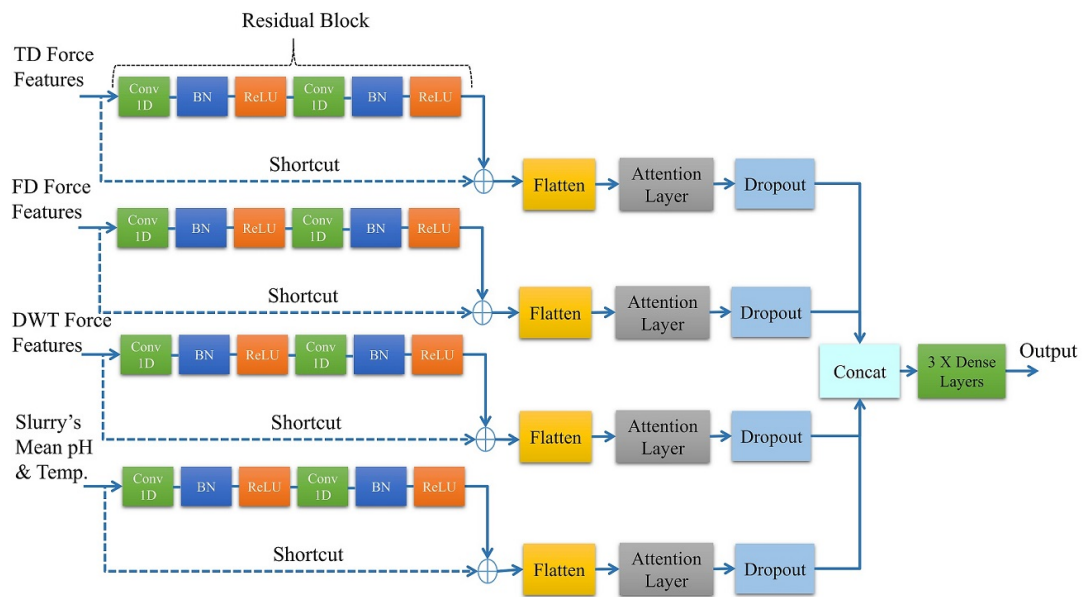 Residual Block
TD Force
Features
Conv
1D
BN
ReLU
Conv
1D
BN
ReLU
Shortcut
Flatten
Attention
Layer
Dropout
FD Force
Features
Conv
1D
BN
ReLU
Conv
1D
BN
ReLU
Shortcut
Flatten
Attention
Layer
Dropout
DWT Force
Features
Conv
1D
BN
ReLU
Conv
1D
BN
ReLU
Shortcut
Flatten
Attention
Layer
Dropout
Slurry’s
Mean pH
& Temp.
Conv
1D
BN
ReLU
Conv
1D
BN
ReLU
Shortcut
Flatten
Attention
Layer
Dropout
Concat
3 X Dense
Layers
Output